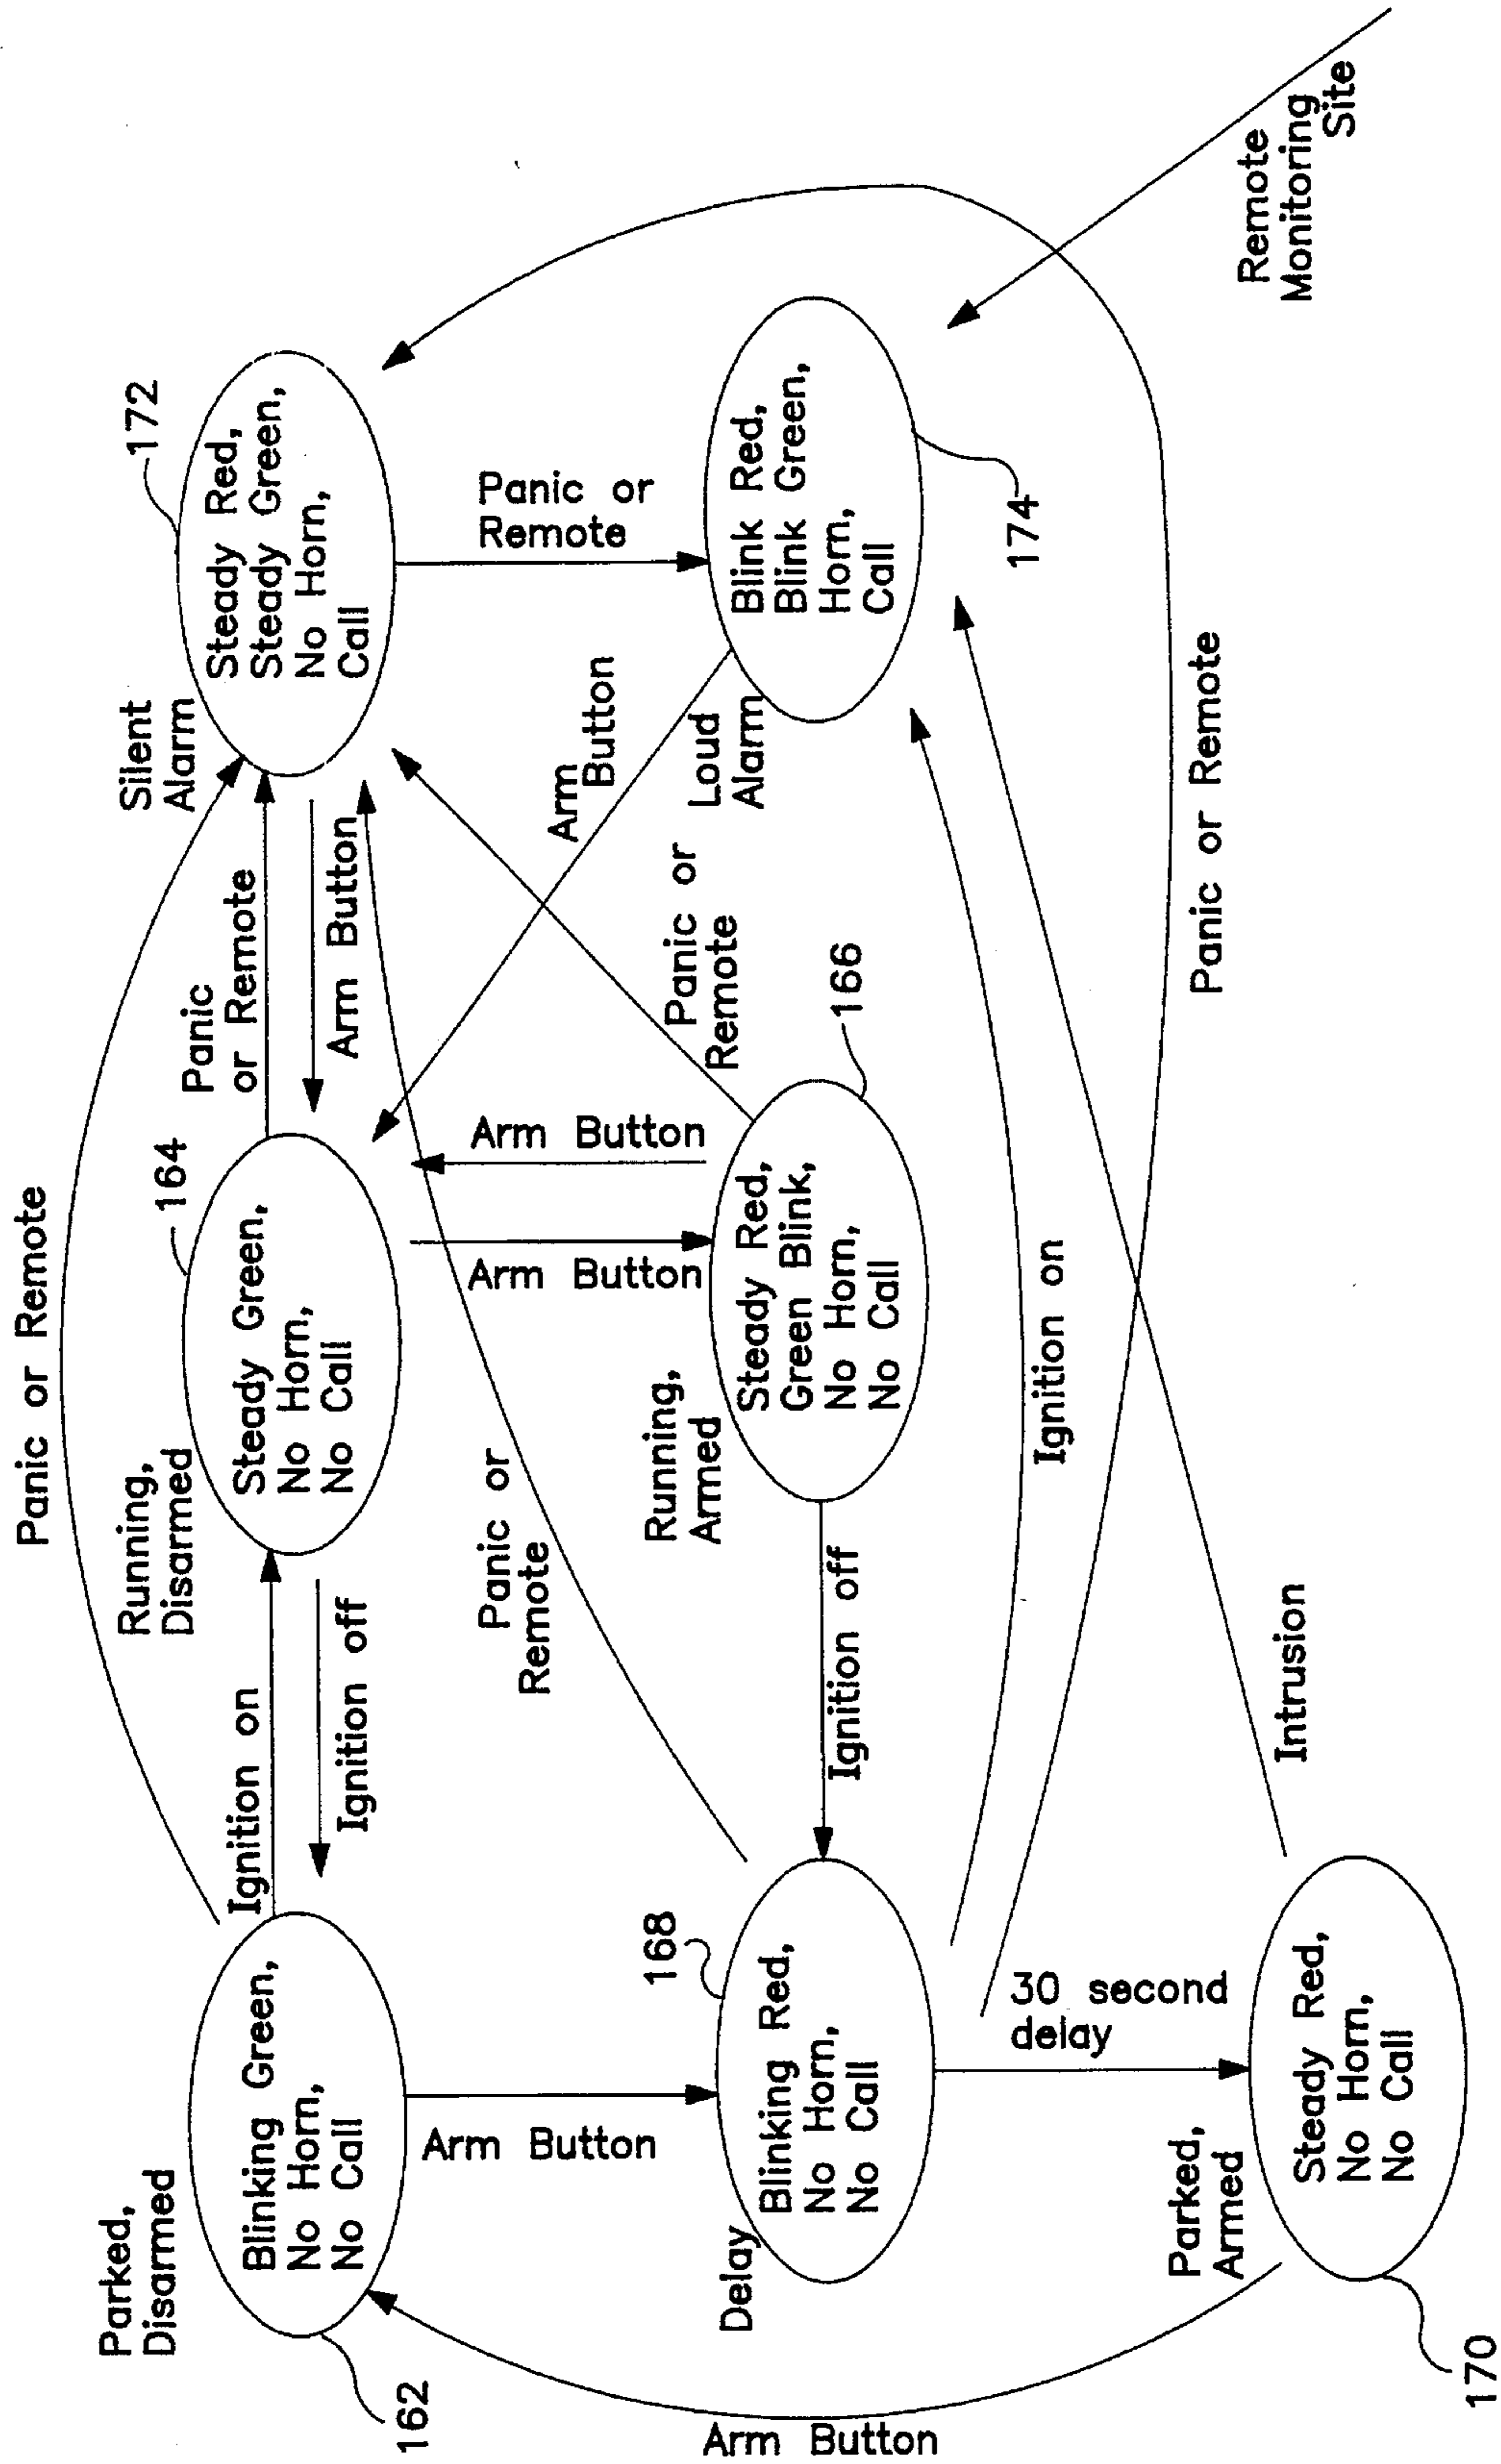 Panic or Remote
Parked,
Disarmed
162
Blinking Green,
No Horn,
No Call
Ignition on
Ignition off
Running,
Disarmed
164
Steady Green,
No Horn,
No Call
Panic
or Remote
Arm Button
Silent
Alarm
172
Steady Red,
Steady Green,
No Horn,
Call
Arm Button
Panic or
Remote
Arm Button
Arm Button
Arm
Button
Panic or
Remote
Panic or
Remote
Delay
168
Blinking Red,
No Horn,
No Call
Ignition off
Running,
Armed
166
Steady Red,
Green Blink,
No Horn,
No Call
Loud
Alarm
174
Blink Red,
Blink Green,
Horn,
Call
Arm Button
30 second
delay
Ignition on
Panic or Remote
Remote
Monitoring
Site
Parked,
Armed
170
Steady Red,
No Horn,
No Call
Intrusion